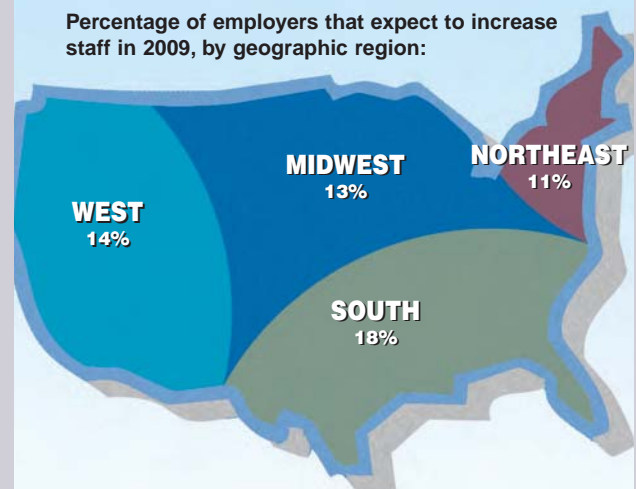 Percentage of employers that expect to increase
staff in 2009, by geographic region:
NORTHEAST
11%
MIDWEST
13%
WEST
14%
SOUTH
18%